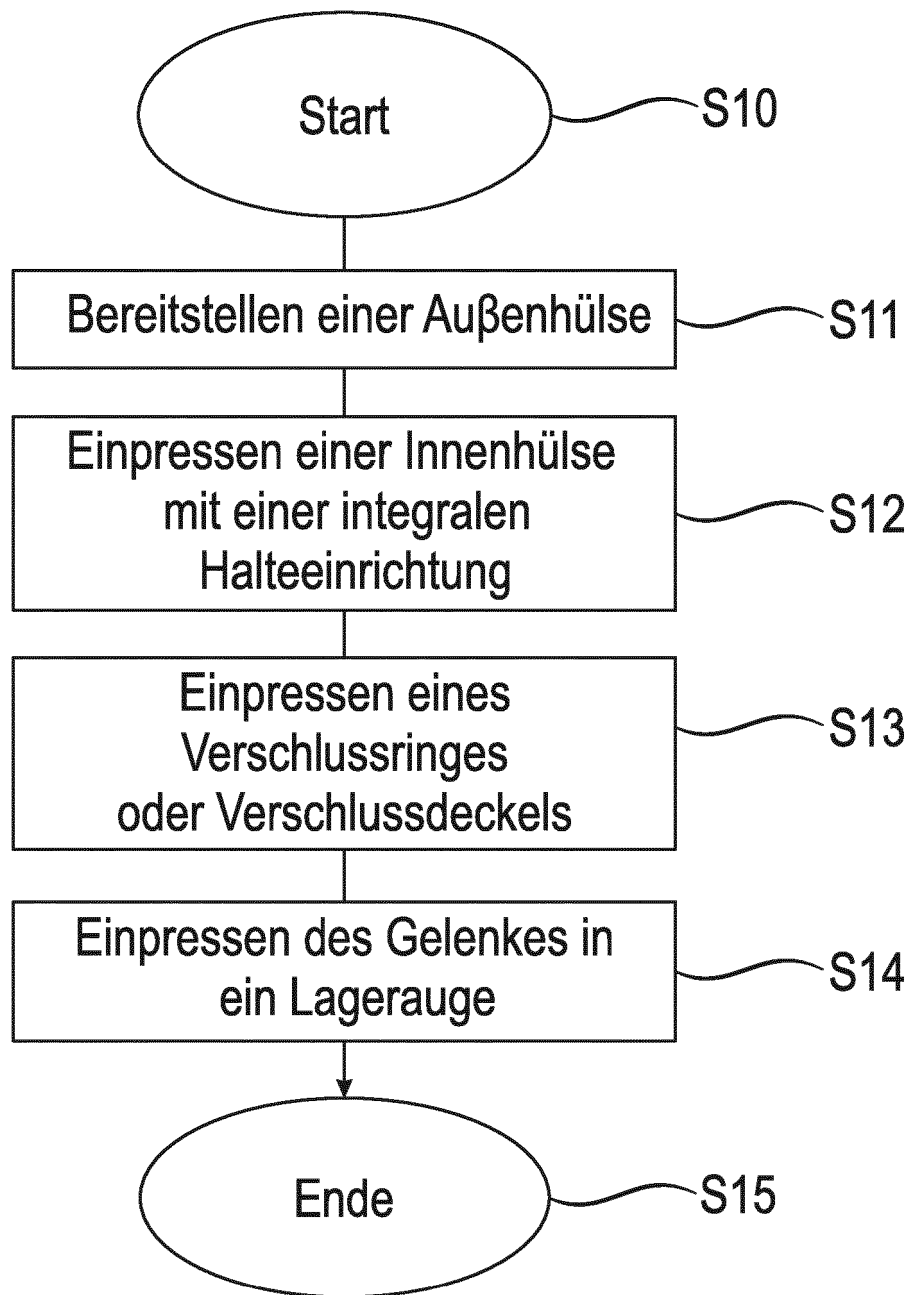 Start
S10
Bereitstellen einer Außenhülse
S11
Einpressen einer Innenhülse
mit einer integralen
Halteeinrichtung
S12
Einpressen eines
Verschlussringes
oder Verschlussdeckels
S13
Einpressen des Gelenkes in
ein Lagerauge
S14
Ende
S15